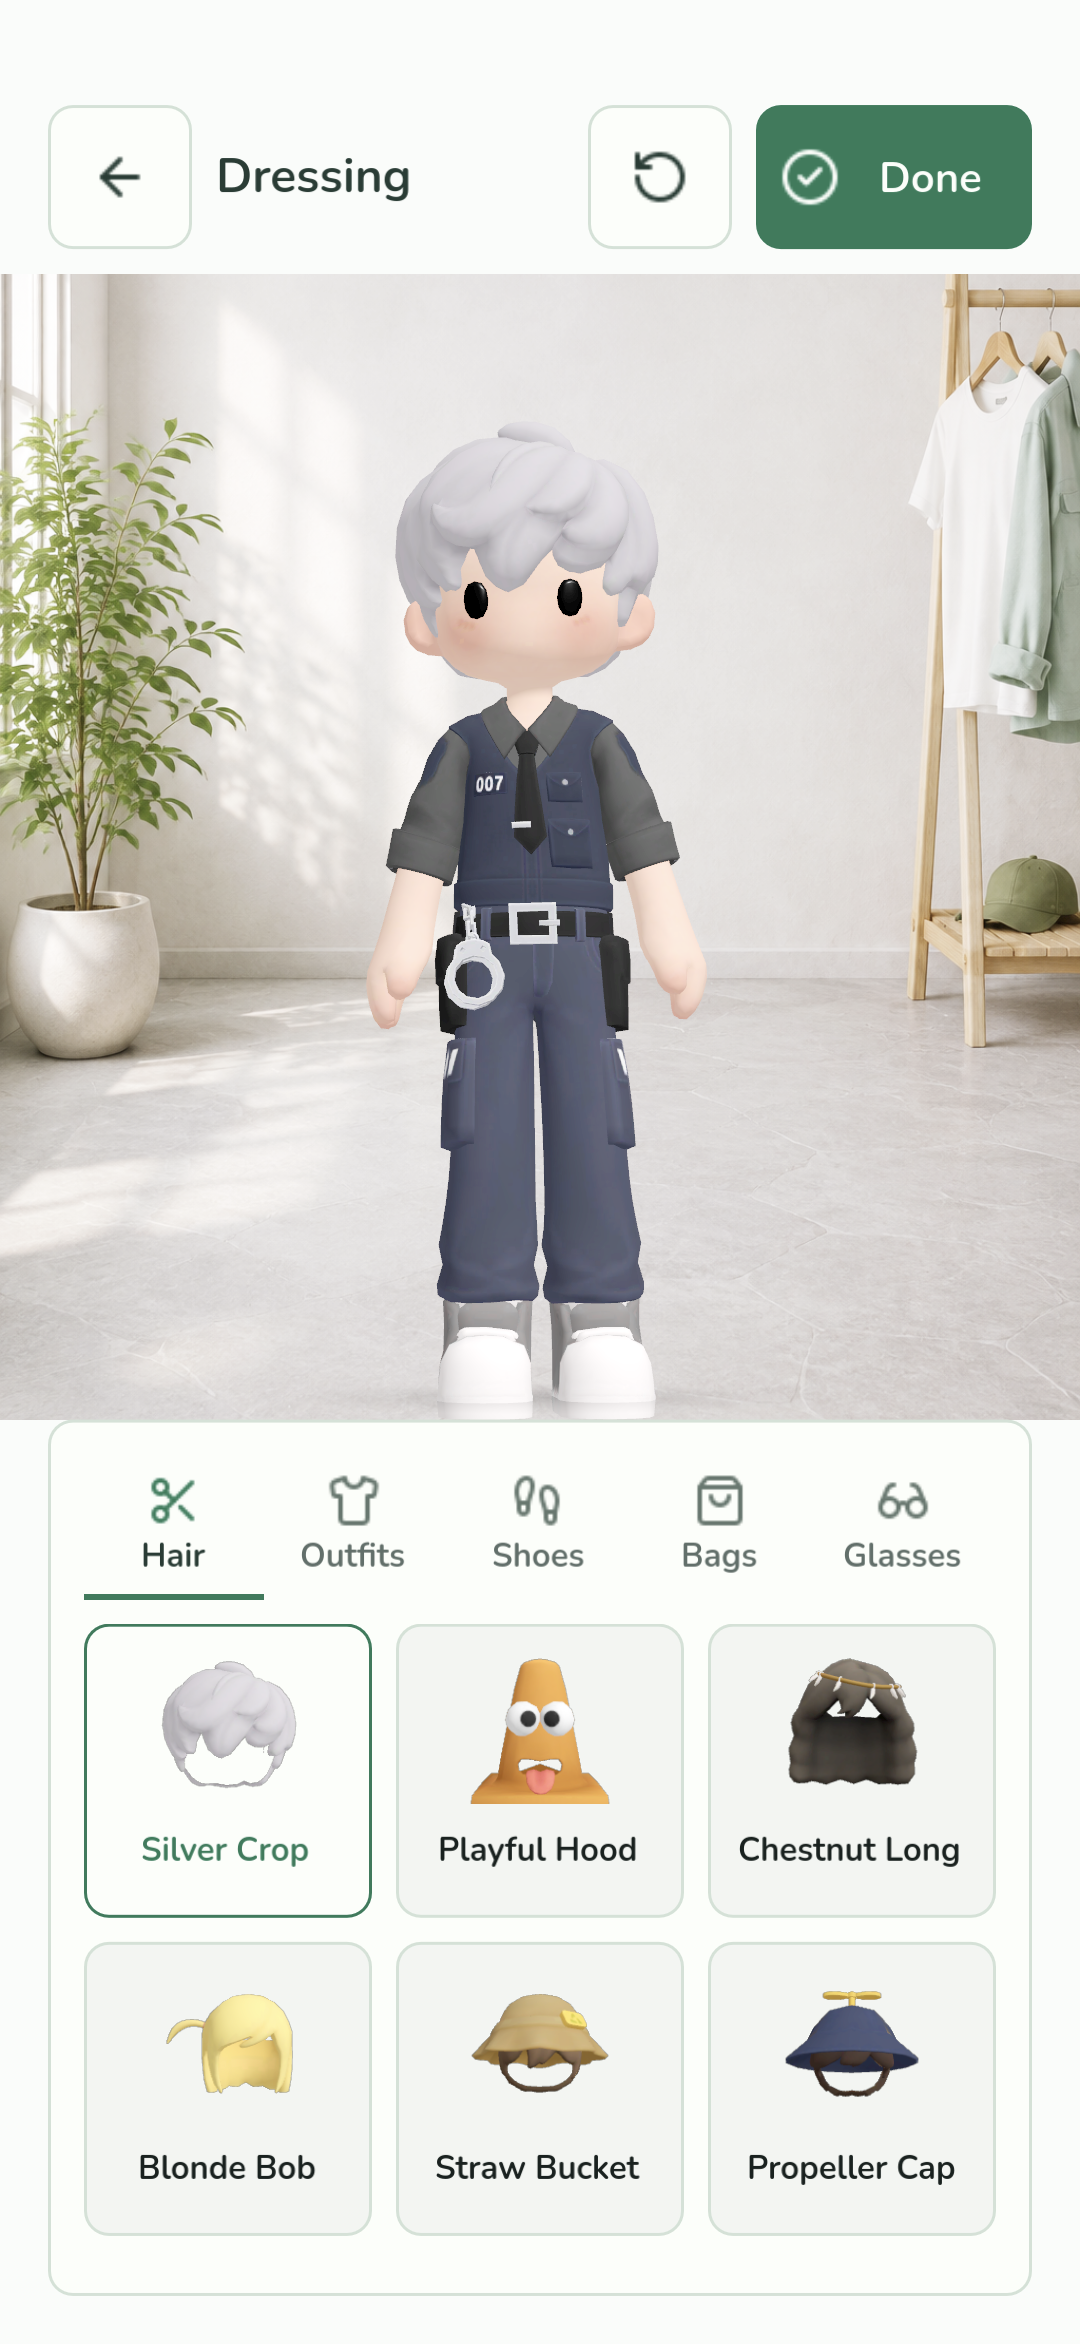 Dressing
Done
007
Hair
Outfits
Shoes
Bags
Glasses
Silver Crop
Playful Hood
Chestnut Long
Blonde Bob
Straw Bucket
Propeller Cap